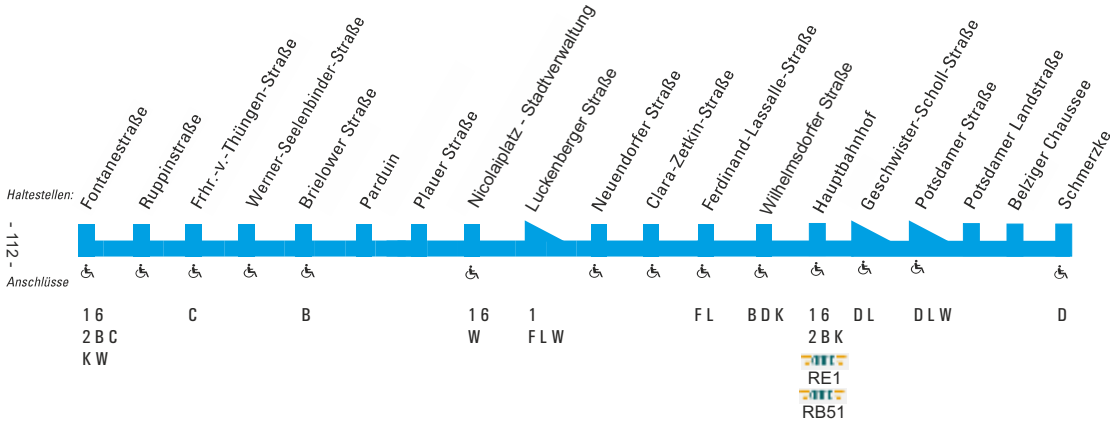 Fontanestraße
Ruppinstraße
Frhr.-v.-Thüngen-Straße
Werner-Seelenbinder-Straße
Brielower Straße
Parduin
Plauer Straße
Nicolaiplatz - Stadtverwaltung
Luckenberger Straße
Neuendorfer Straße
Clara-Zetkin-Straße
Ferdinand-Lassalle-Straße
Wilhelmsdorfer Straße
Hauptbahnhof
Geschwister-Scholl-Straße
Potsdamer Straße
Potsdamer Landstraße
Belziger Chaussee
Schmerzke
Haltestellen:
- 112 -
Anschlüsse
1 6
2 B C
K W
C
B
1 6
W
1
F L W
F L
B D K
1 6
2 B K
RE1
RB51
D L
D L W
D